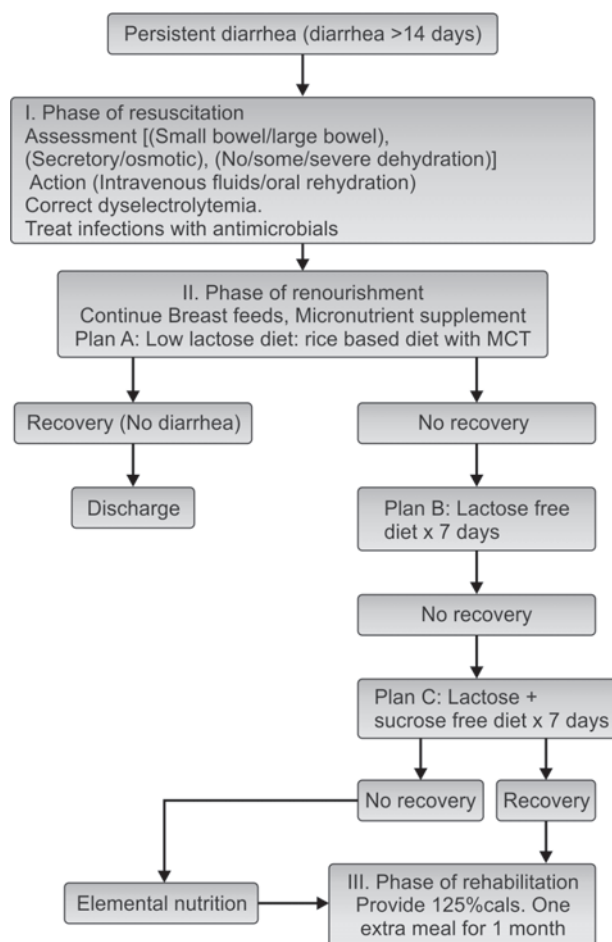 Persistent diarrhea (diarrhea >14 days)
I. Phase of resuscitation
Assessment [(Small bowel/large bowel),
(Secretory/osmotic), (No/some/severe dehydration)]
Action (Intravenous fluids/oral rehydration)
Correct dyselectrolytemia.
Treat infections with antimicrobials
II. Phase of renourishment
Continue Breast feeds, Micronutrient supplement
Plan A: Low lactose diet: rice based diet with MCT
Recovery (No diarrhea)
No recovery
Discharge
Plan B: Lactose free
diet x 7 days
No recovery
Plan C: Lactose +
sucrose free diet x 7 days
No recovery
Recovery
Elemental nutrition
III. Phase of rehabilitation
Provide 125%cals. One
extra meal for 1 month